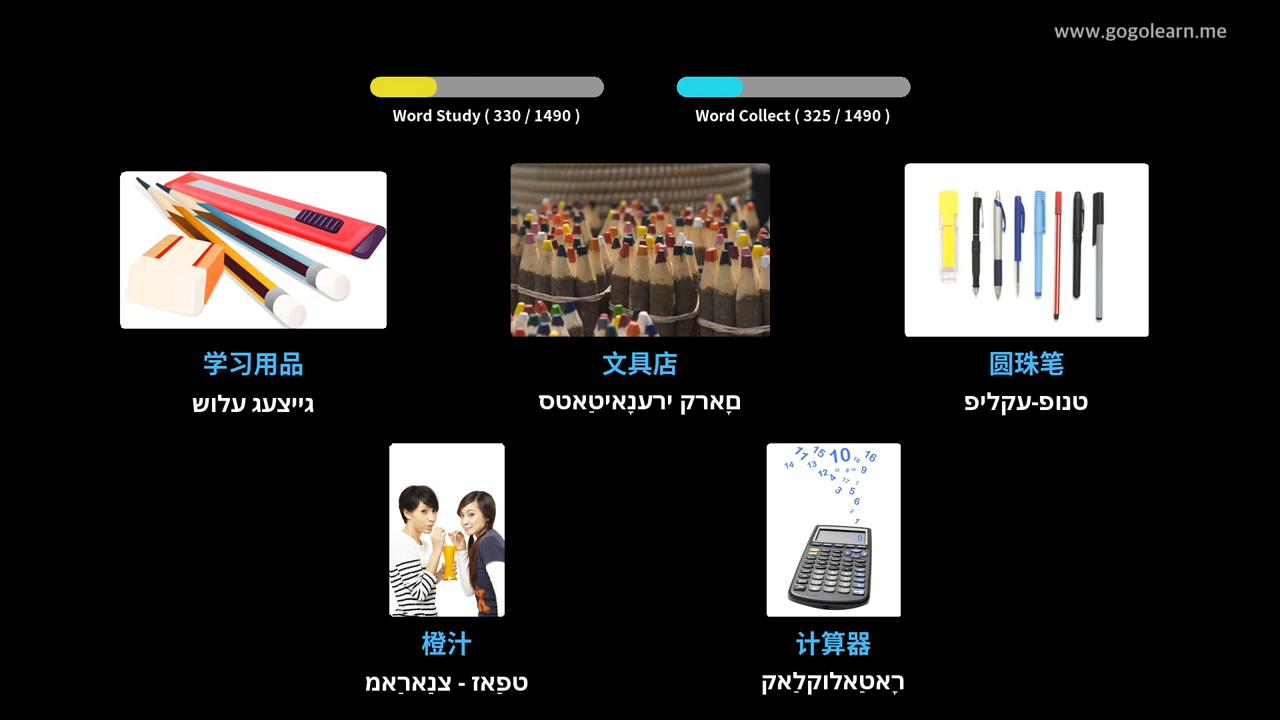 www.gogolearn.me
Word Study ( 330 / 1490 )
Word Collect ( 325 / 1490 )
学习用品
גייצעג עלוש
文具店
םָארק ירענָאיטַאטס
圆珠笔
טנופ-עקליפ
橙汁
טפַאז - צנַארַאמ
计算器
רָאטַאלוקלַאק